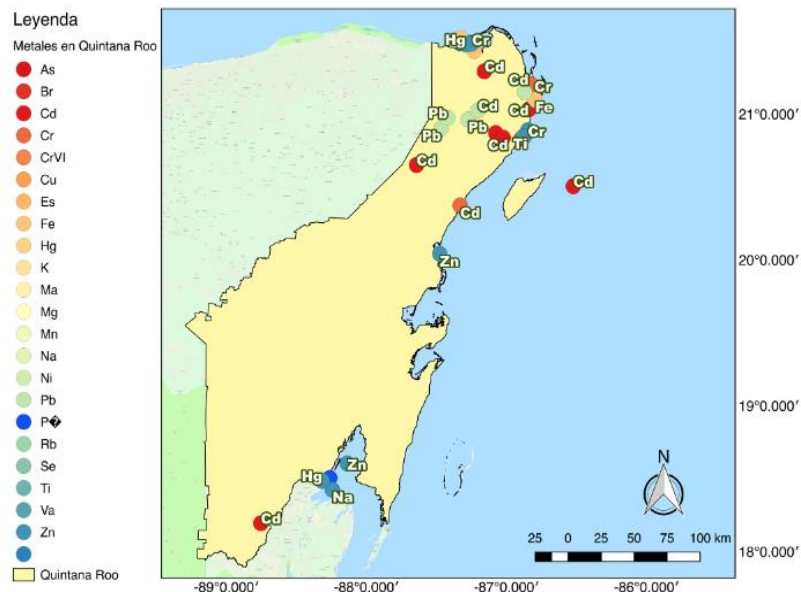 Leyenda
Metales en Quintana Roo
As
Br
Cd
Cr
CrVI
Cu
Es
Fe
Hg
K
Ma
Mg
Mn
Na
Ni
Pb
P�
Rb
Se
Ti
Va
Zn
Quintana Roo
Hg Cr
Cd
Cd Cr
Cd Fe
Pb Cd
Pb Pb
Cd Ti Cr
Cd
Cd
Cd
Zn
Zn
Hg
Na
Cd
N
25 0 25 50 75 100 km
21°0.000′
20°0.000′
19°0.000′
18°0.000′
-89°0.000′ -88°0.000′ -87°0.000′ -86°0.000′